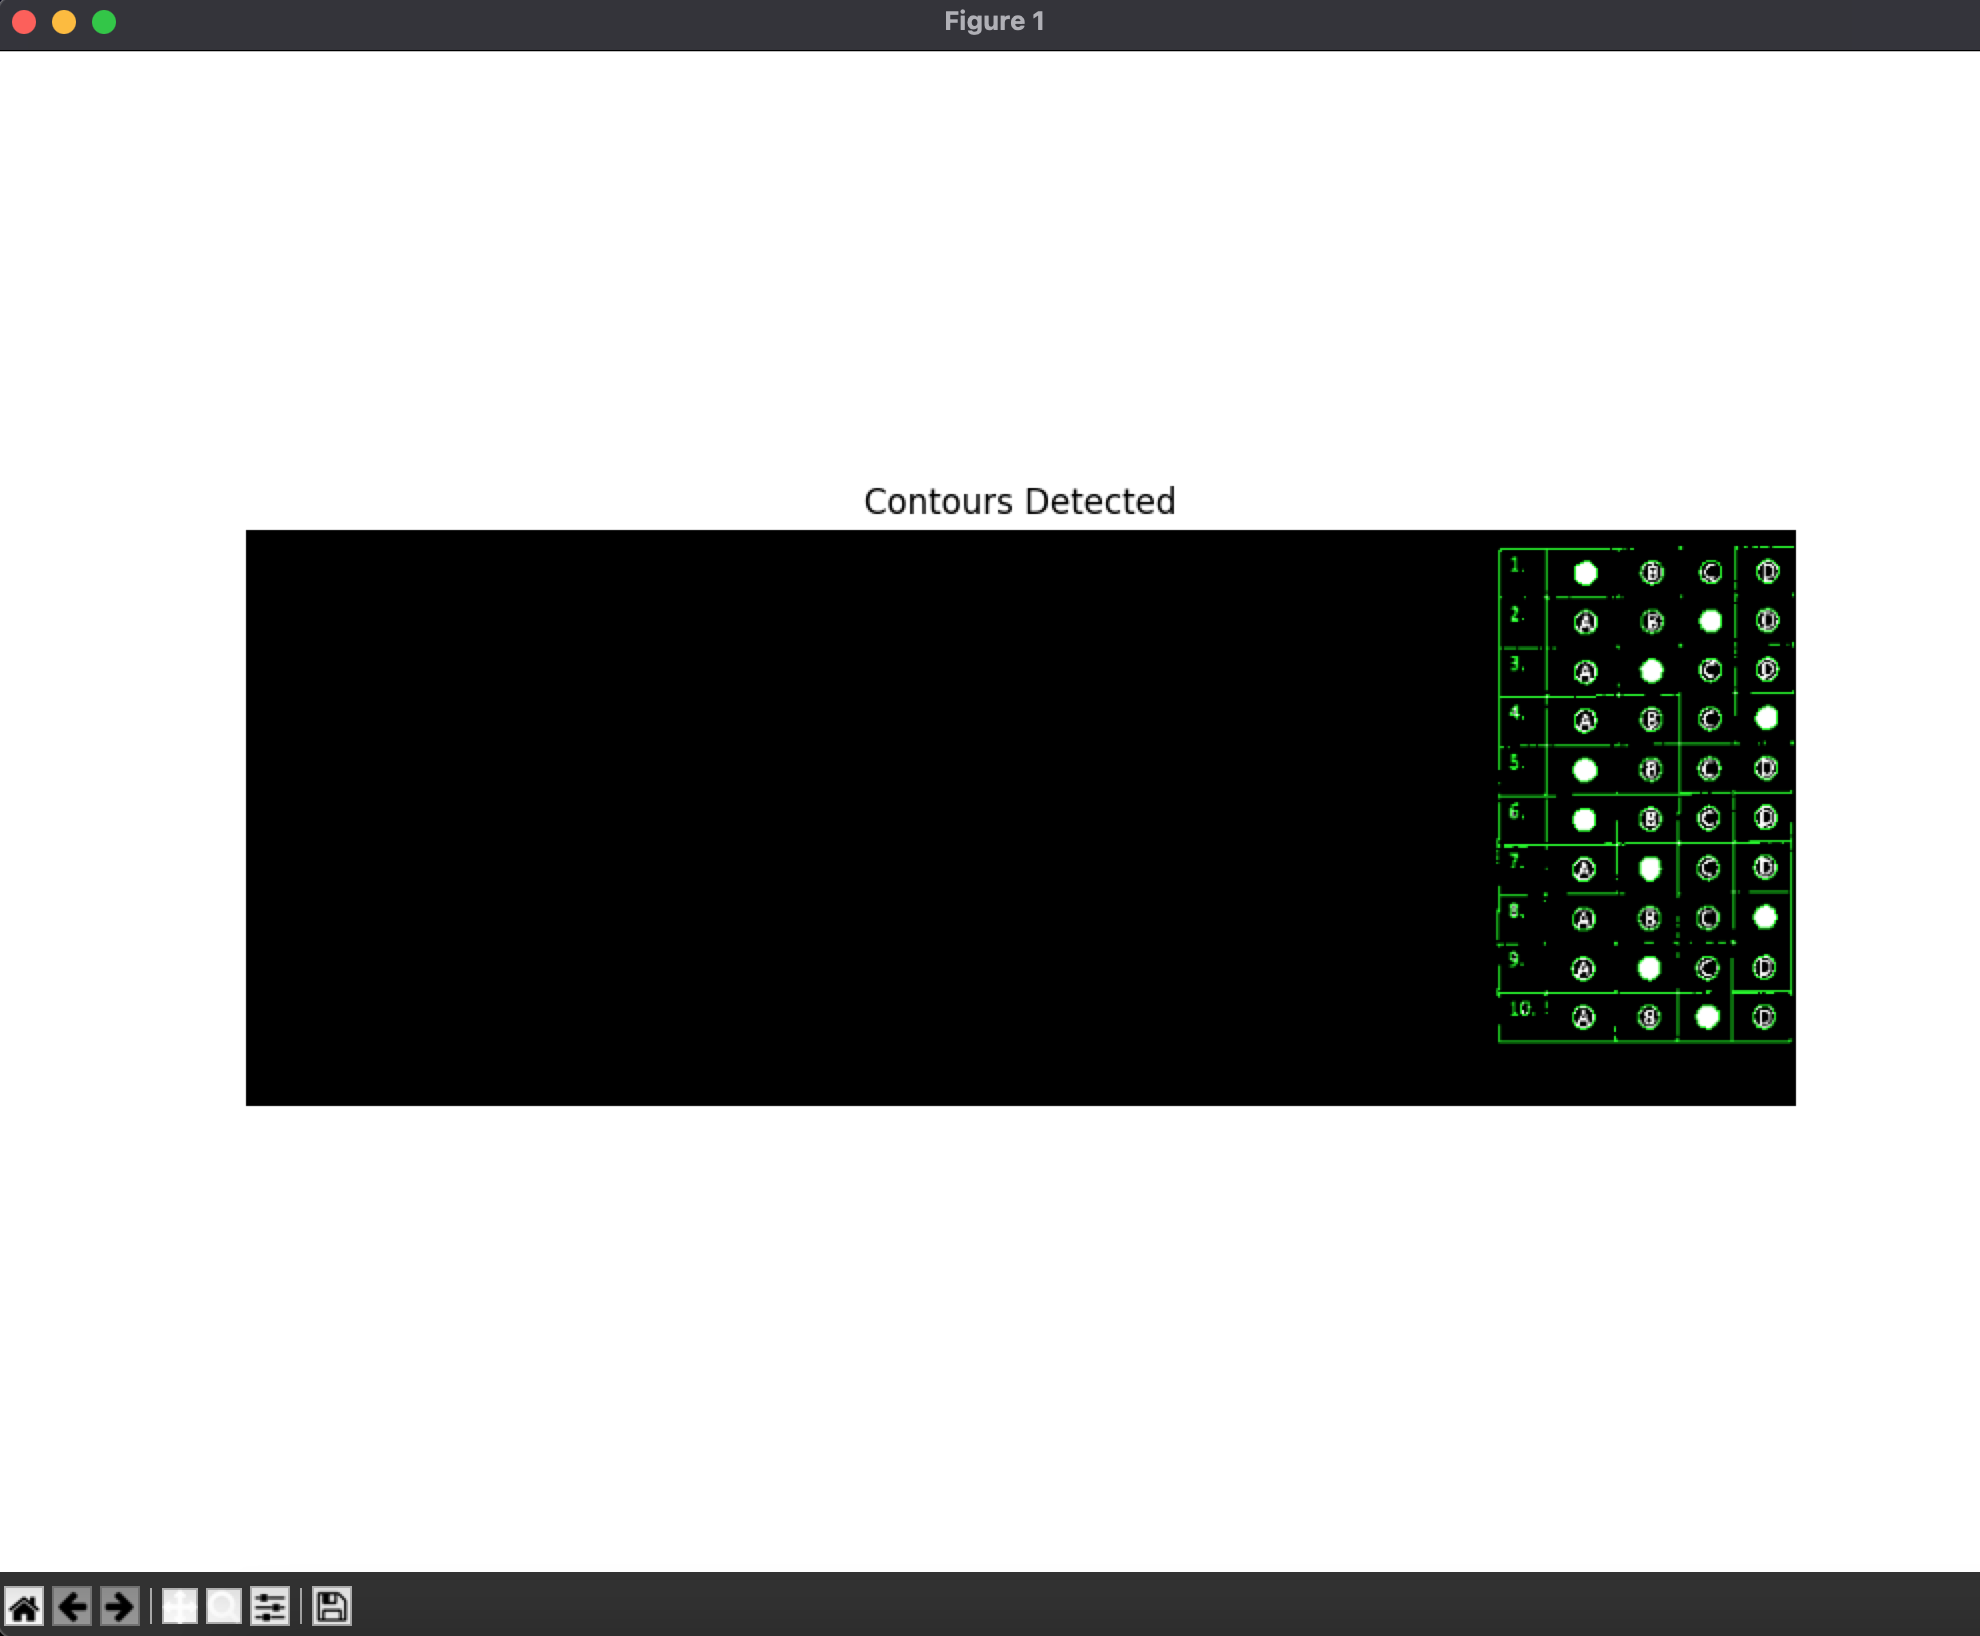 Figure 1
Contours Detected
1. B C D
2. A B D
3. A C D
4. A B C
5. B C D
6. B C D
7. A C D
8. A B C
9. A C D
10. A B D